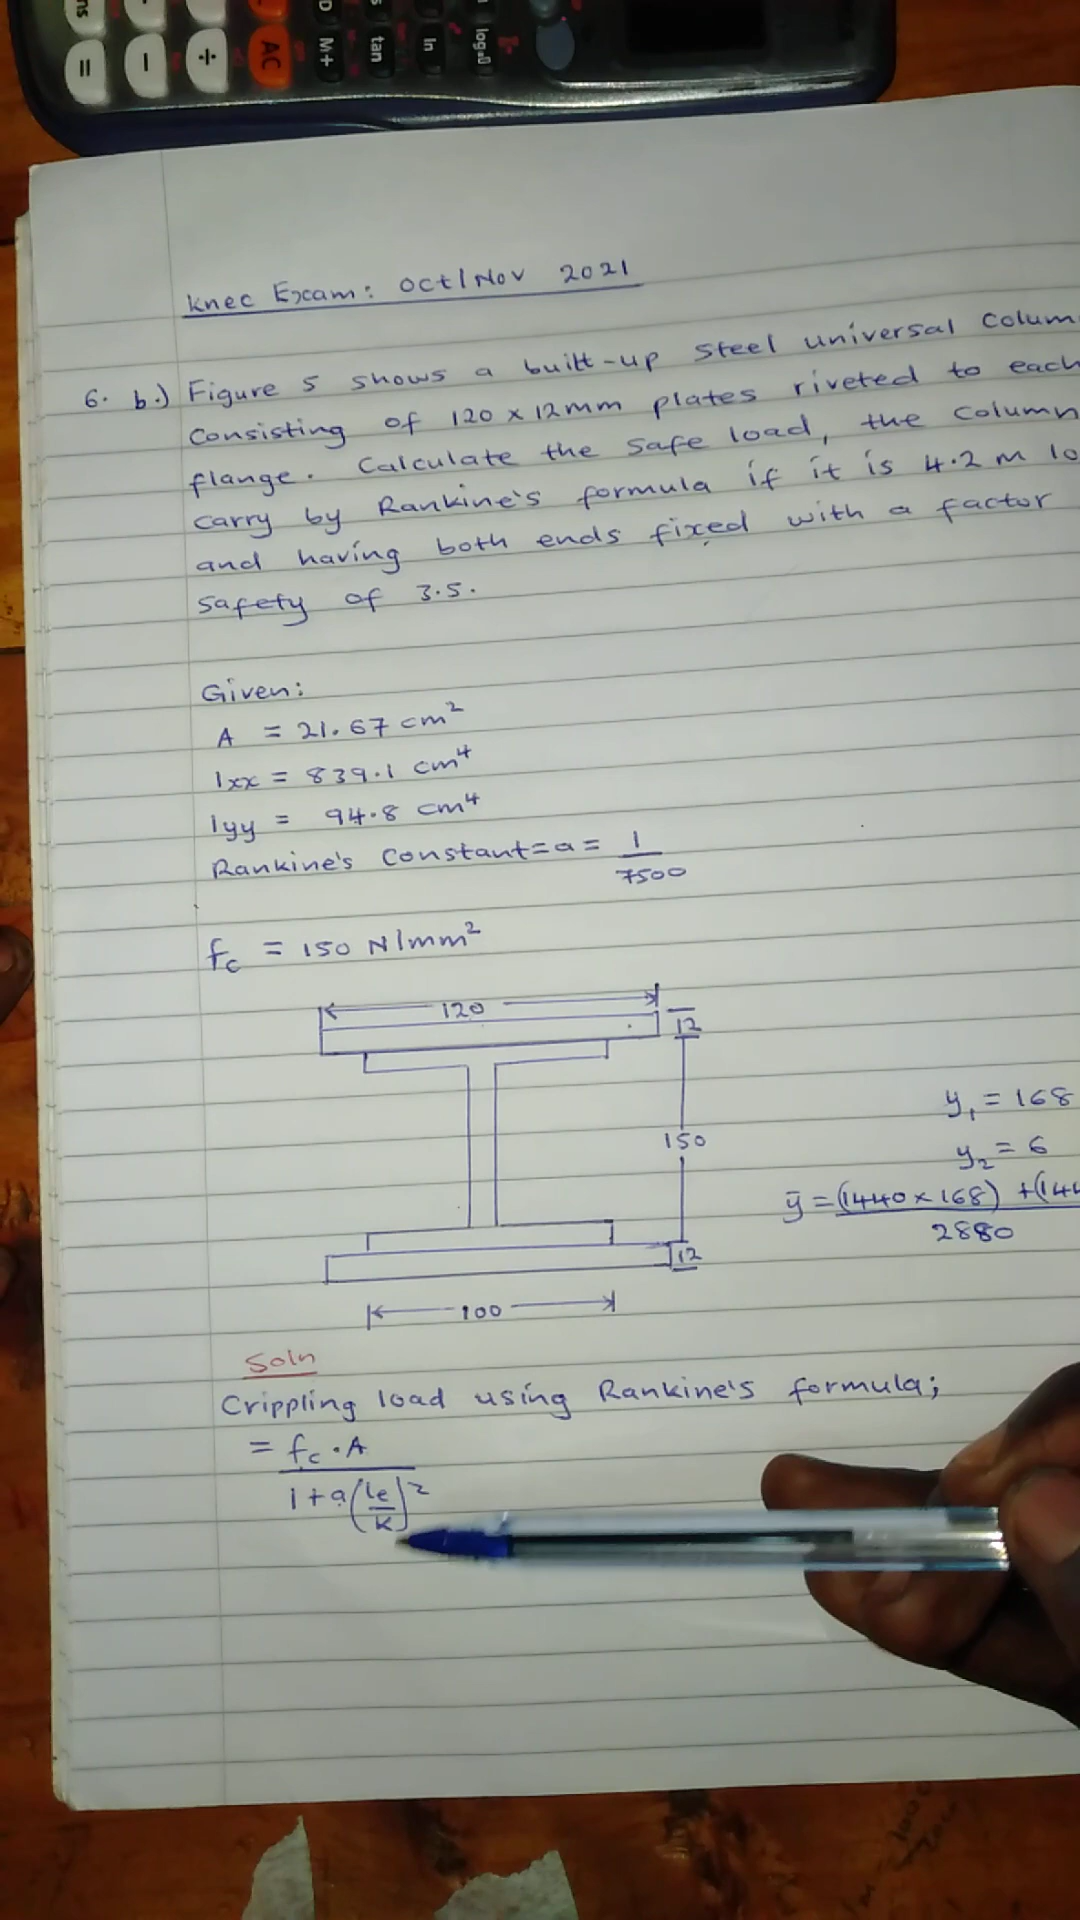 =
-
÷
AC
M+
tan
ln
knec Exam: Oct/Nov 2021
6. b.) Figure 5 shows a built-up steel universal colum
consisting of 120 x 12mm plates riveted to each
flange. Calculate the safe load, the column
carry by Rankine's formula if it is 4.2 m lo
and having both ends fixed with a factor
safety of 3.5.
Given:
A = 21.67 cm²
Ixx = 839.1 cm⁴
Iyy = 94.8 cm⁴
Rankine's constant = a = 1/7500
fc = 150 N/mm²
120
12
150
12
100
y₁ = 168
y₂ = 6
ȳ = (1440 x 168) + (144
2880
Soln
Crippling load using Rankine's formula;
= fc . A
1 + a (le/k)²